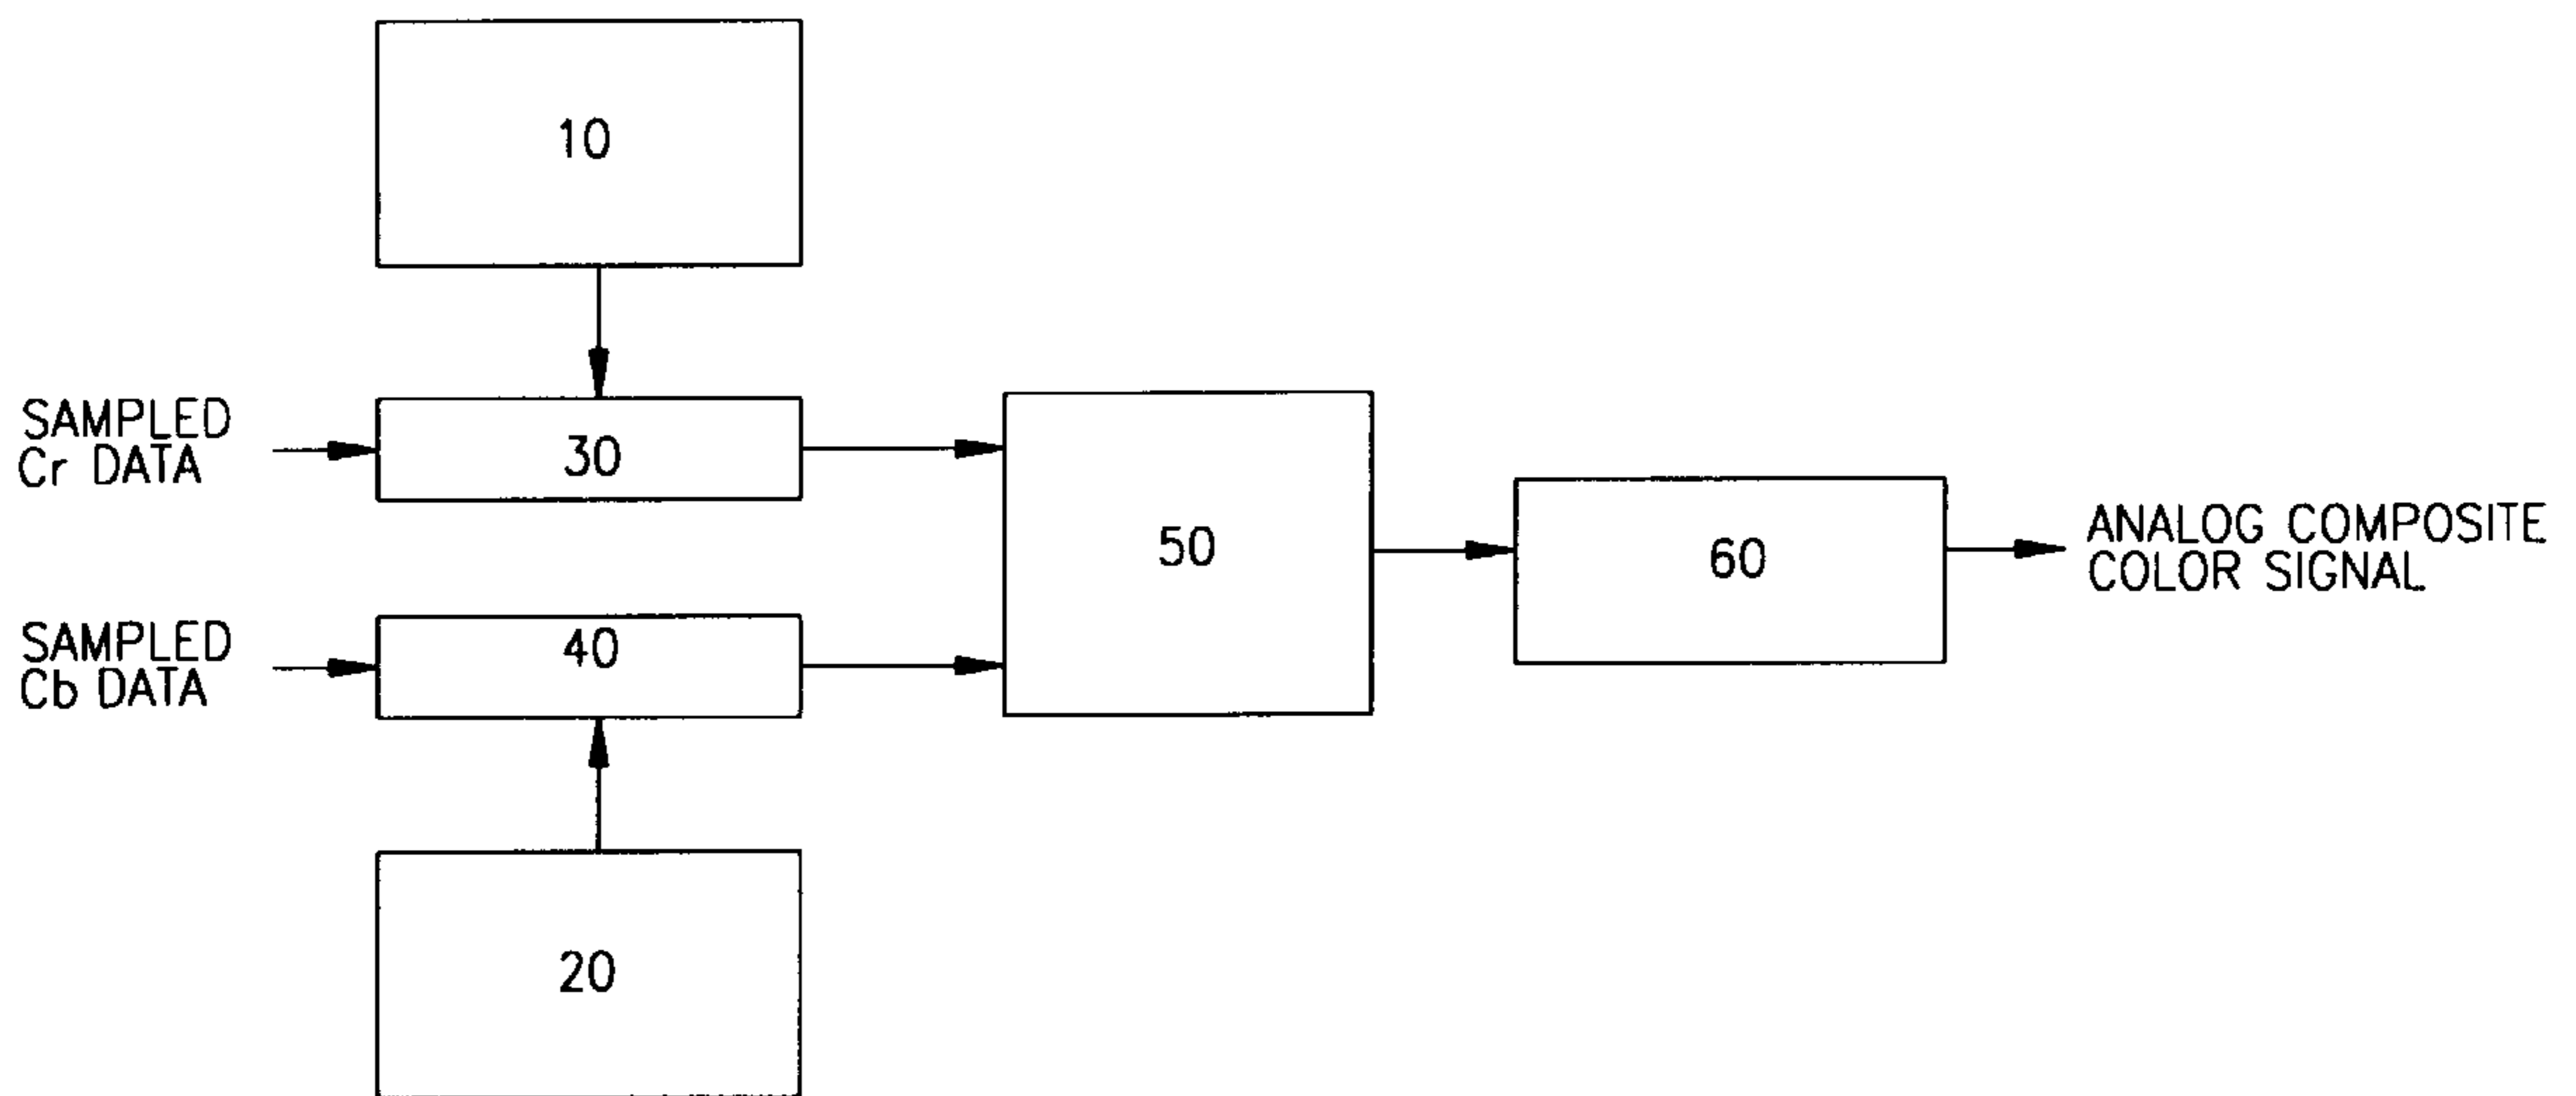 10
SAMPLED
Cr DATA
30
50
60
ANALOG COMPOSITE
COLOR SIGNAL
SAMPLED
Cb DATA
40
20